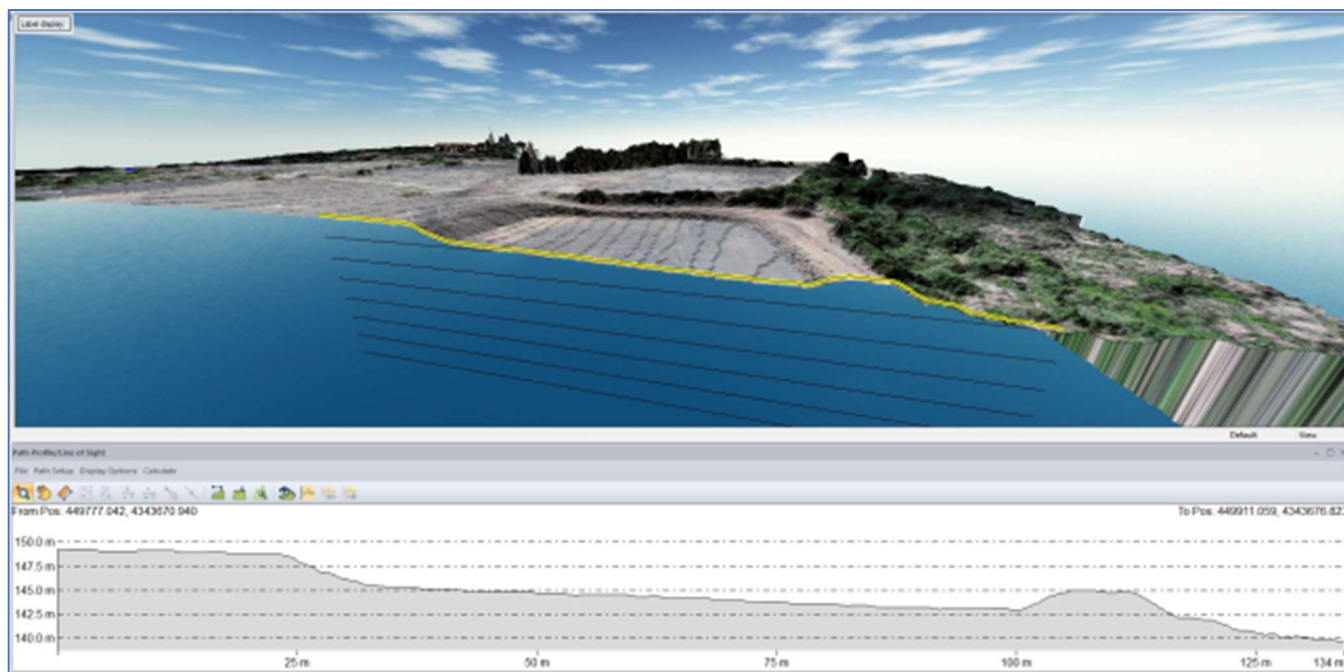 Label display
Default View
Path Profile/Line of Sight
File Path Setup Display Options Calculate
From Pos: 449777.042, 4343670.940 To Pos: 449911.059, 4343676.82
150.0 m
147.5 m
145.0 m
142.5 m
140.0 m
25 m 50 m 75 m 100 m 125 m 134 m